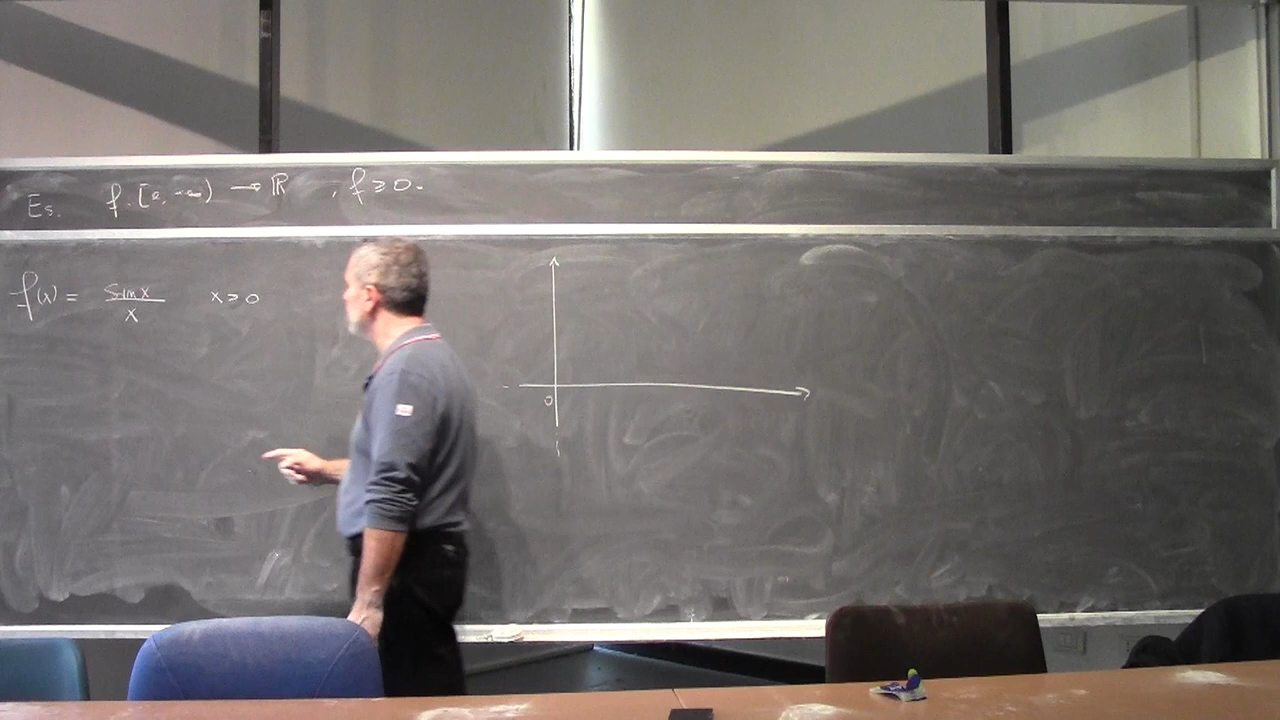 Es. f: [a, +∞) → ℝ , f ≥ 0.
f(x) = sin x / x x > 0
0